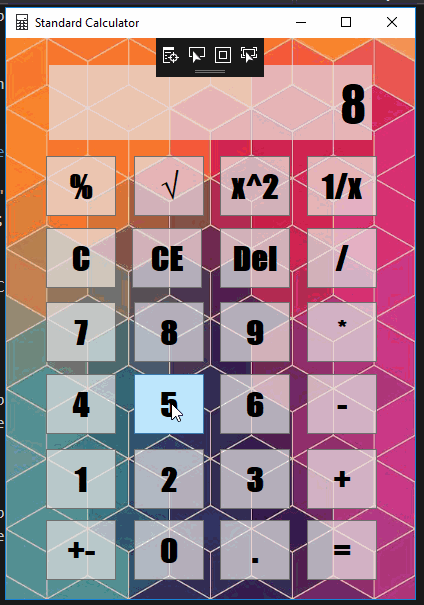 Standard Calculator
8
% √ x^2 1/x
C CE Del /
7 8 9 *
4 5 6 -
1 2 3 +
+- 0 . =